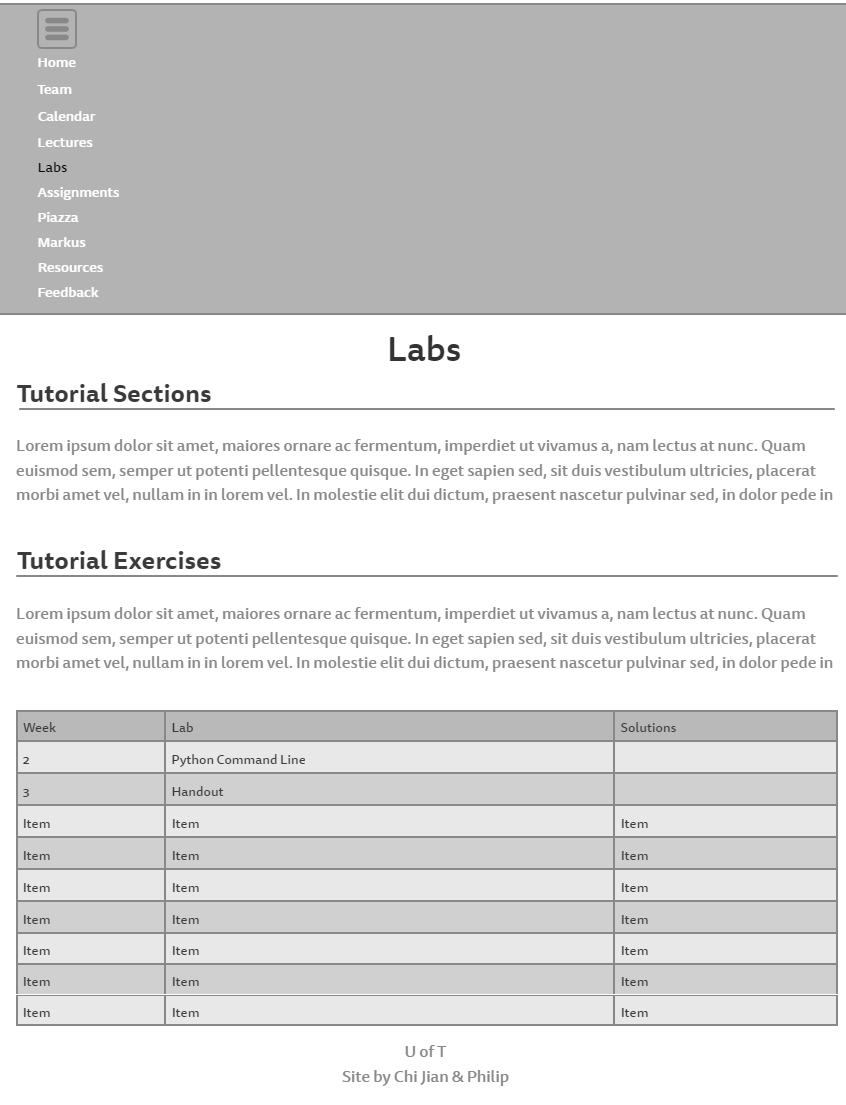 Home
Team
Calendar
Lectures
Labs
Assignments
Piazza
Markus
Resources
Feedback
Labs
Tutorial Sections
Lorem ipsum dolor sit amet, maiores ornare ac fermentum, imperdiet ut vivamus a, nam lectus at nunc. Quam
euismod sem, semper ut potenti pellentesque quisque. In eget sapien sed, sit duis vestibulum ultricies, placerat
morbi amet vel, nullam in in lorem vel. In molestie elit dui dictum, praesent nascetur pulvinar sed, in dolor pede in
Tutorial Exercises
Lorem ipsum dolor sit amet, maiores ornare ac fermentum, imperdiet ut vivamus a, nam lectus at nunc. Quam
euismod sem, semper ut potenti pellentesque quisque. In eget sapien sed, sit duis vestibulum ultricies, placerat
morbi amet vel, nullam in in lorem vel. In molestie elit dui dictum, praesent nascetur pulvinar sed, in dolor pede in
Week Lab Solutions
2 Python Command Line
3 Handout
Item Item Item
Item Item Item
Item Item Item
Item Item Item
Item Item Item
Item Item Item
Item Item Item
U of T
Site by Chi Jian & Philip